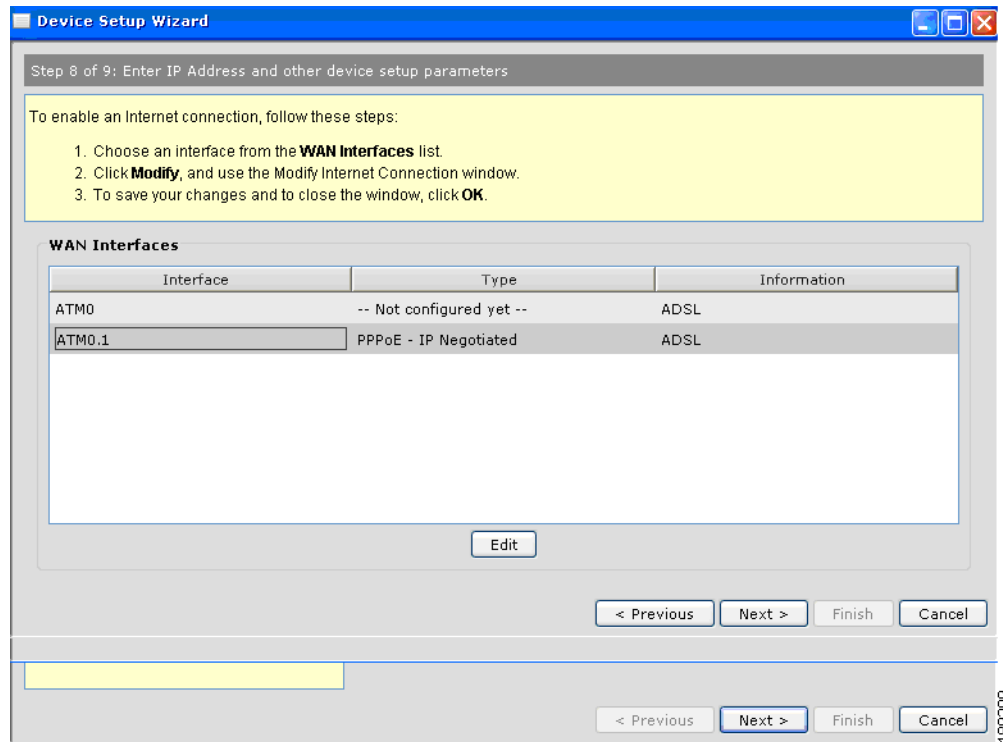 Device Setup Wizard
Step 8 of 9: Enter IP Address and other device setup parameters
To enable an Internet connection, follow these steps:
1. Choose an interface from the WAN Interfaces list.
2. Click Modify, and use the Modify Internet Connection window.
3. To save your changes and to close the window, click OK.
WAN Interfaces
Interface Type Information
ATM0 -- Not configured yet -- ADSL
ATM0.1 PPPoE - IP Negotiated ADSL
Edit
< Previous Next > Finish Cancel
< Previous Next > Finish Cancel